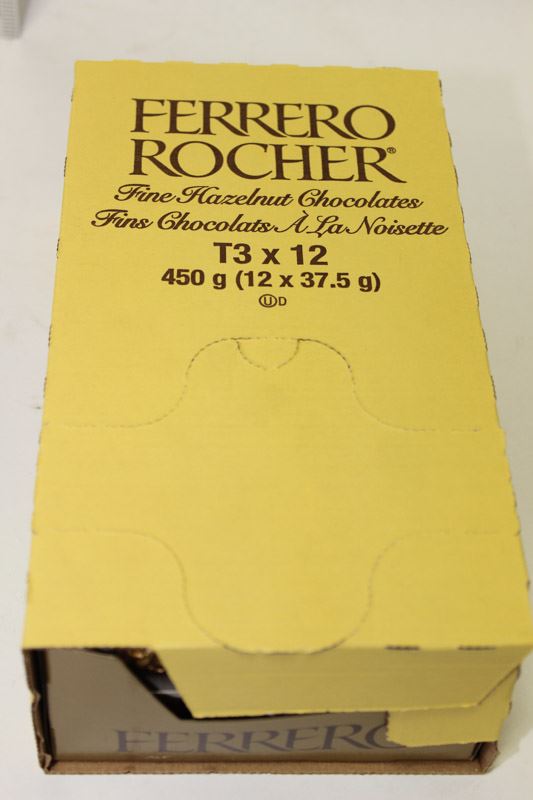 FERRERO
ROCHER®
Fine Hazelnut Chocolates
Fins Chocolats À La Noisette
T3 x 12
450 g (12 x 37.5 g)
Ⓤ D
FERRERO